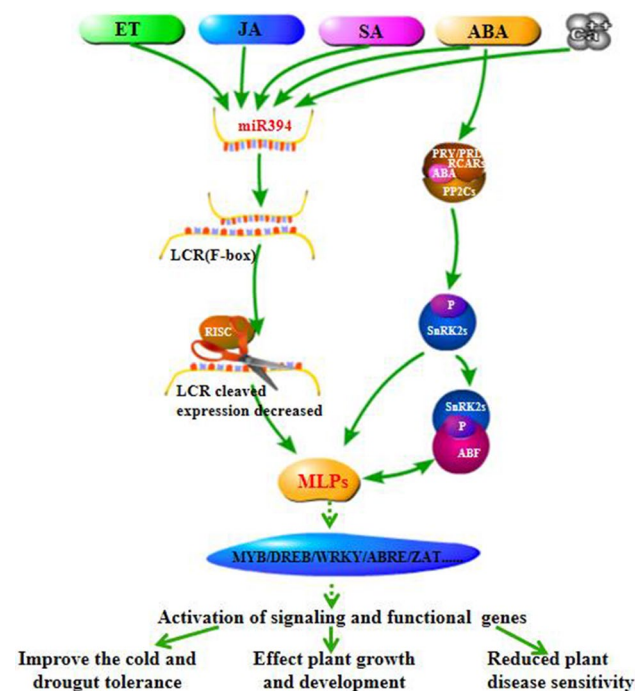 ET JA SA ABA Ca++
miR394
PRY/PRL
RCARs
ABA
PP2Cs
LCR(F-box)
P
SnRK2s
RISC
LCR cleaved
expression decreased
SnRK2s
P
ABF
MLPs
MYB/DREB/WRKY/ABRE/ZAT......
Activation of signaling and functional genes
Improve the cold and
drougut tolerance
Effect plant growth
and development
Reduced plant
disease sensitivity